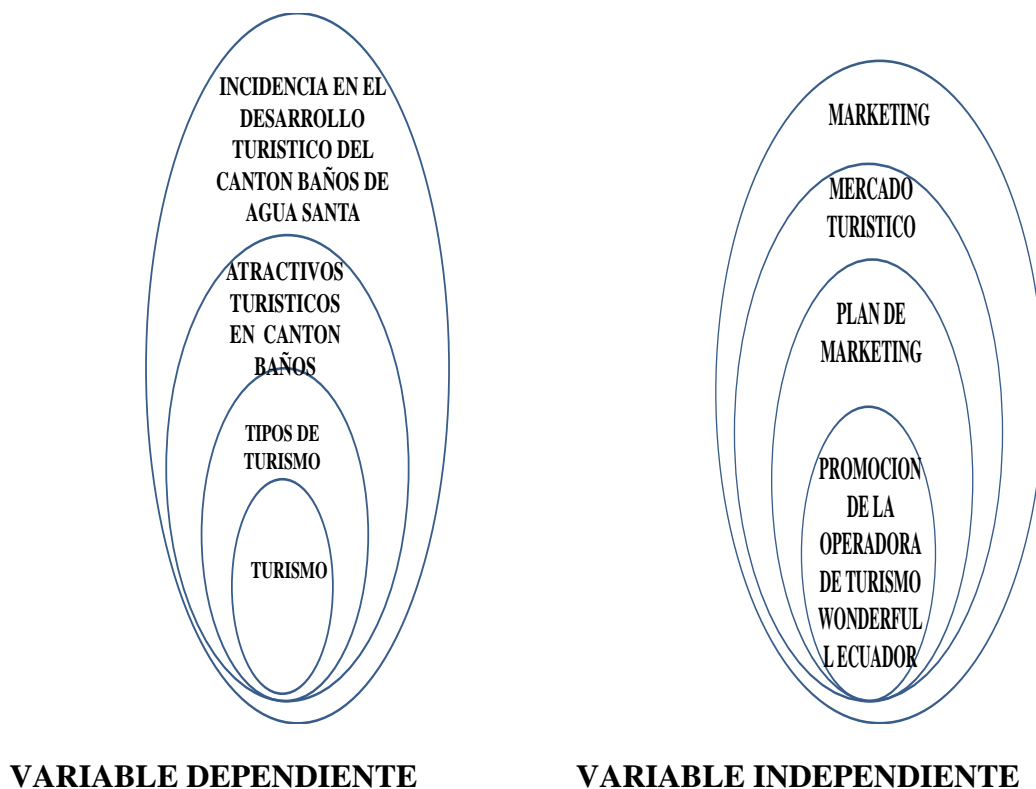 INCIDENCIA EN EL
DESARROLLO
TURISTICO DEL
CANTON BAÑOS DE
AGUA SANTA
ATRACTIVOS
TURISTICOS
EN CANTON
BAÑOS
TIPOS DE
TURISMO
TURISMO
VARIABLE DEPENDIENTE
MARKETING
MERCADO
TURISTICO
PLAN DE
MARKETING
PROMOCION
DE LA
OPERADORA
DE TURISMO
WONDERFUL
L ECUADOR
VARIABLE INDEPENDIENTE